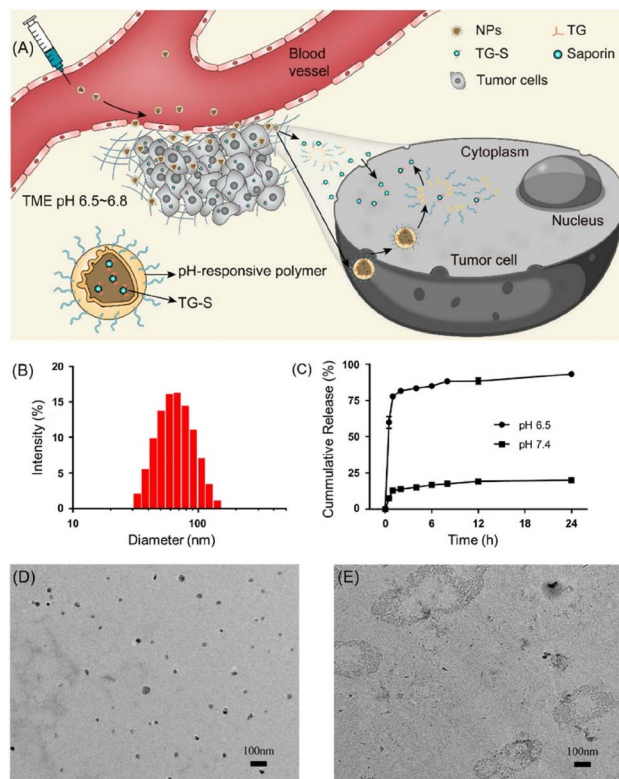 (A)
Blood
vessel
NPs
TG
TG-S
Saporin
Tumor cells
Cytoplasm
Nucleus
Tumor cell
TME pH 6.5~6.8
pH-responsive polymer
TG-S
(B)
Intensity (%)
20
15
10
5
0
10
100
Diameter (nm)
(C)
Cummulative Release (%)
100
75
50
25
0
pH 6.5
pH 7.4
0
6
12
18
24
Time (h)
(D)
100nm
(E)
100nm